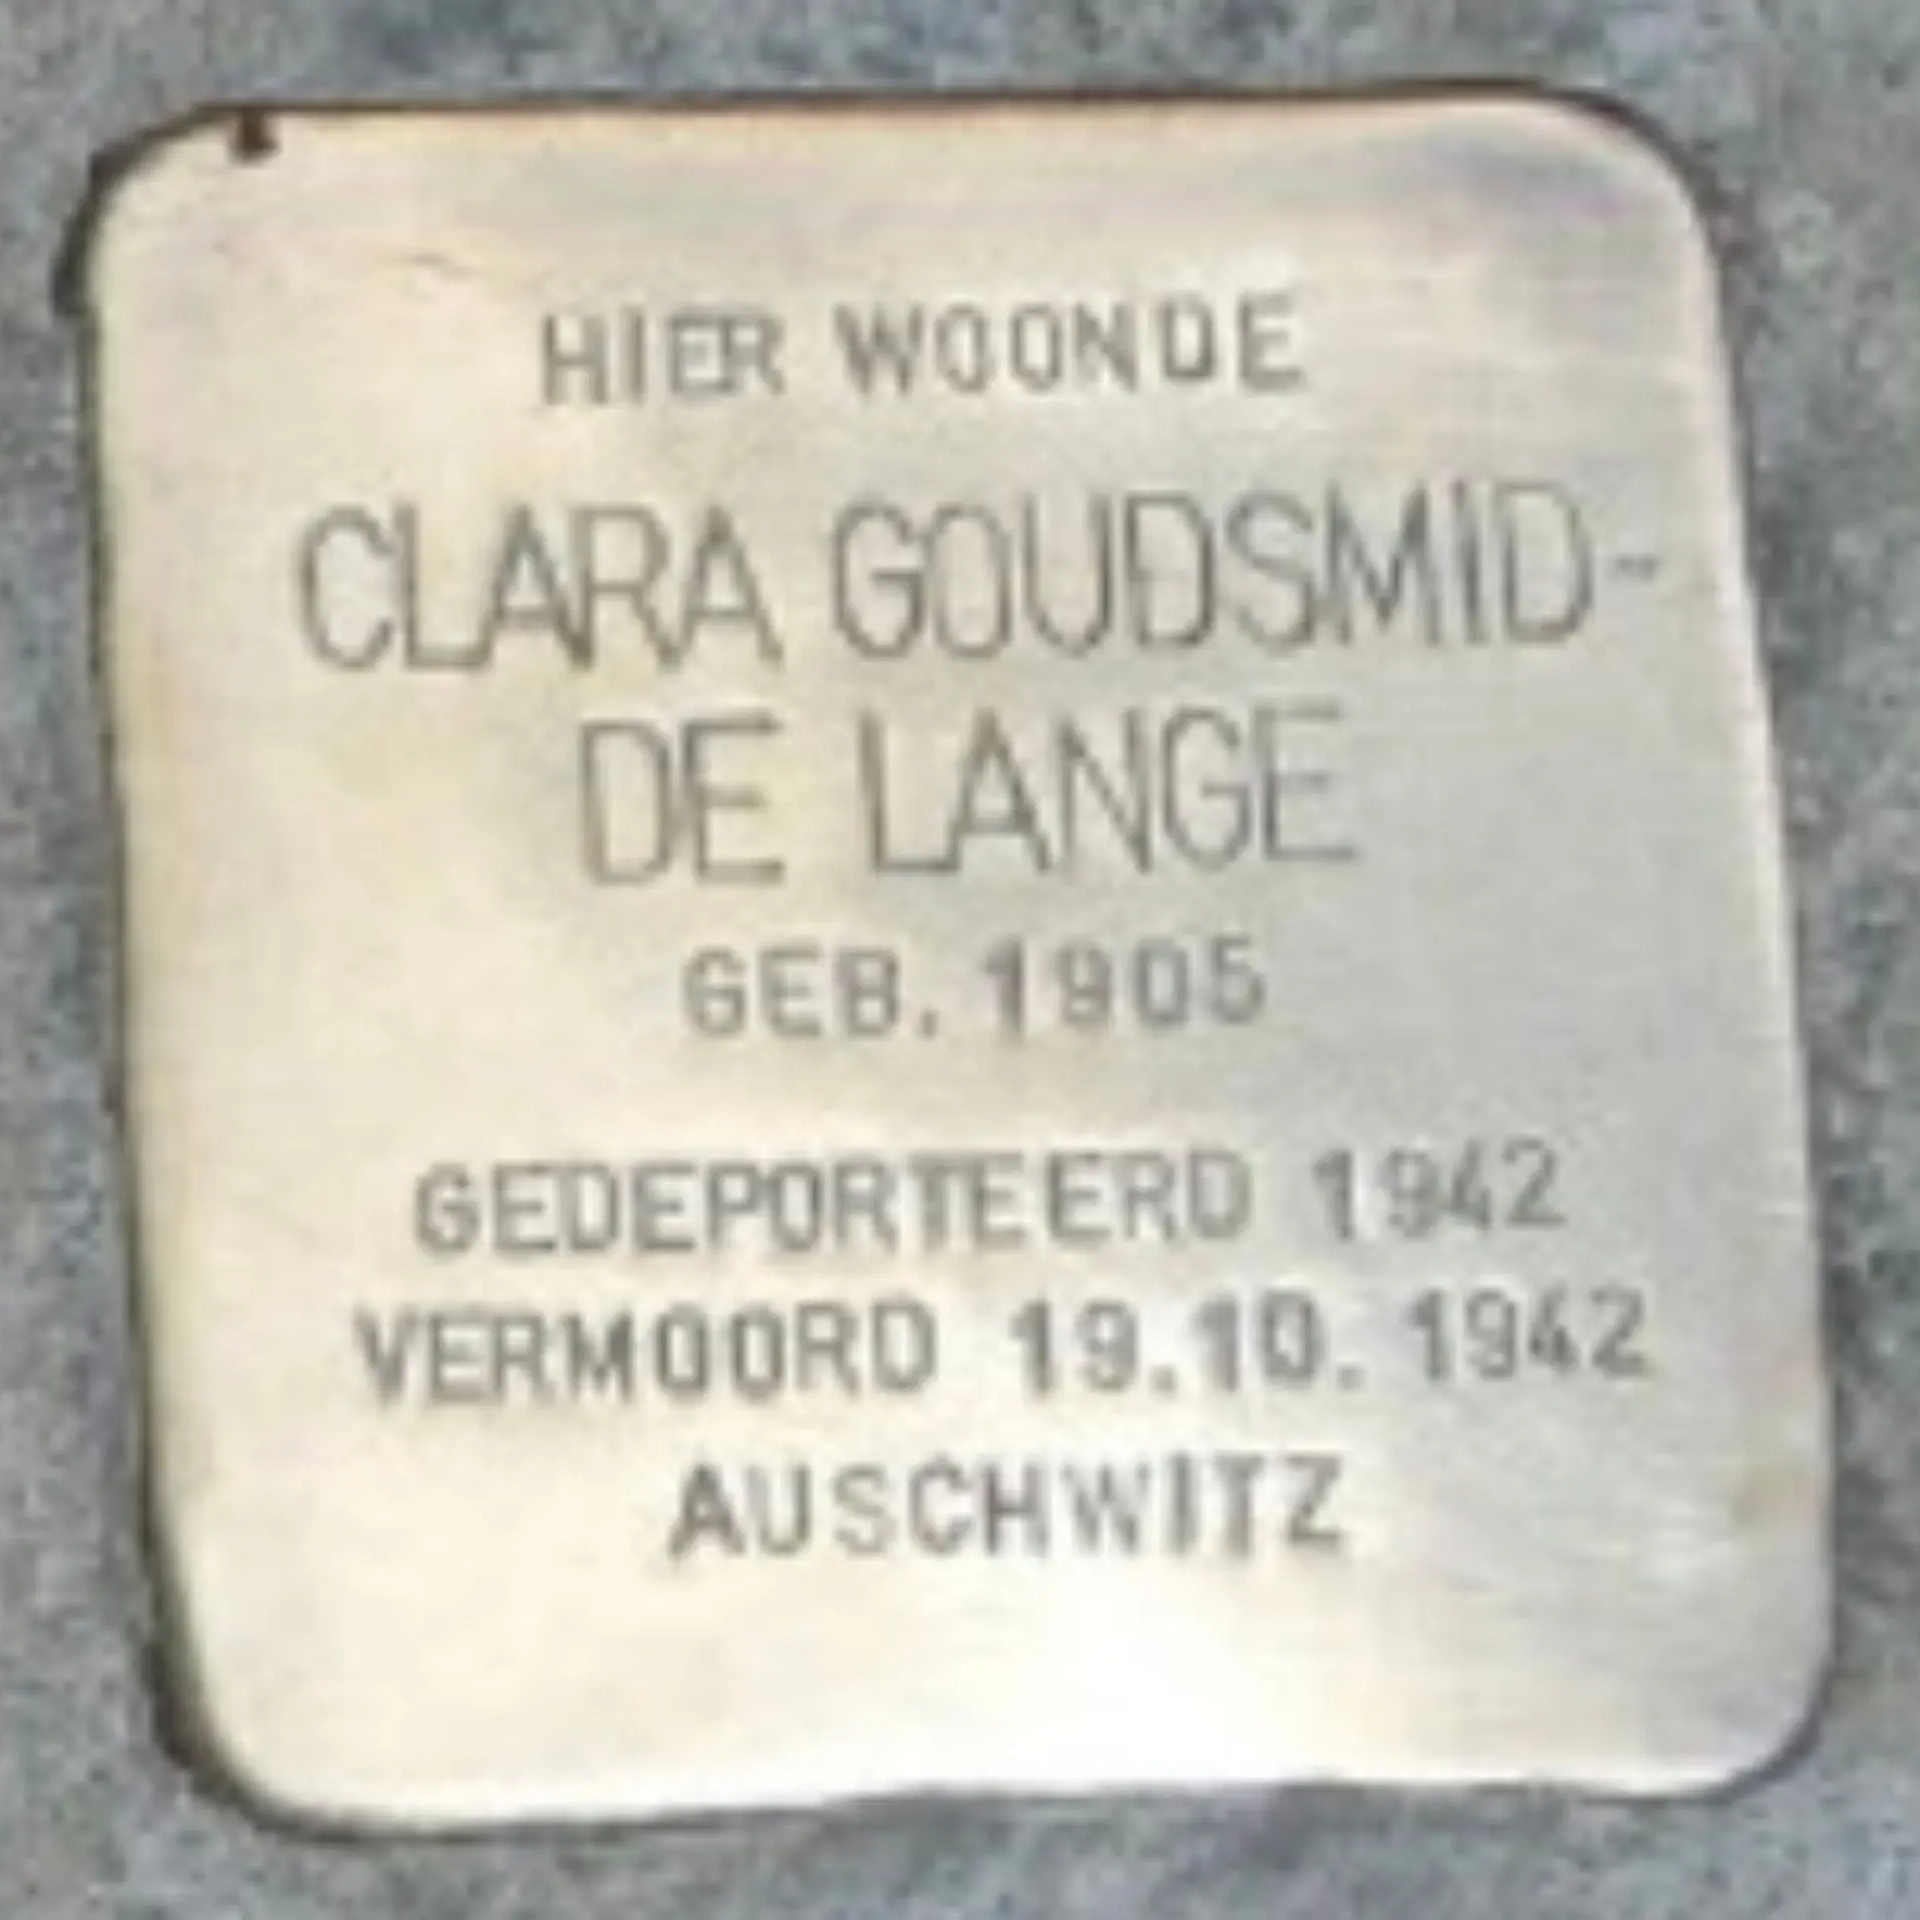 HIER WOONDE
CLARA GOUDSMID-
DE LANGE
GEB. 1905
GEDEPORTEERD 1942
VERMOORD 19.10.1942
AUSCHWITZ